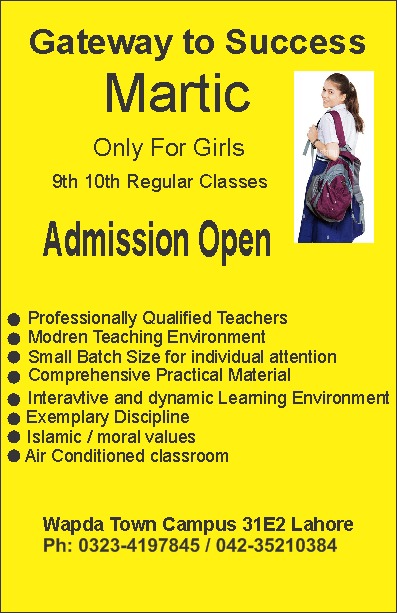 Gateway to Success
Martic
Only For Girls
9th 10th Regular Classes
Admission Open
● Professionally Qualified Teachers
● Modren Teaching Environment
● Small Batch Size for individual attention
● Comprehensive Practical Material
● Interavtive and dynamic Learning Environment
● Exemplary Discipline
● Islamic / moral values
● Air Conditioned classroom
Wapda Town Campus 31E2 Lahore
Ph: 0323-4197845 / 042-35210384